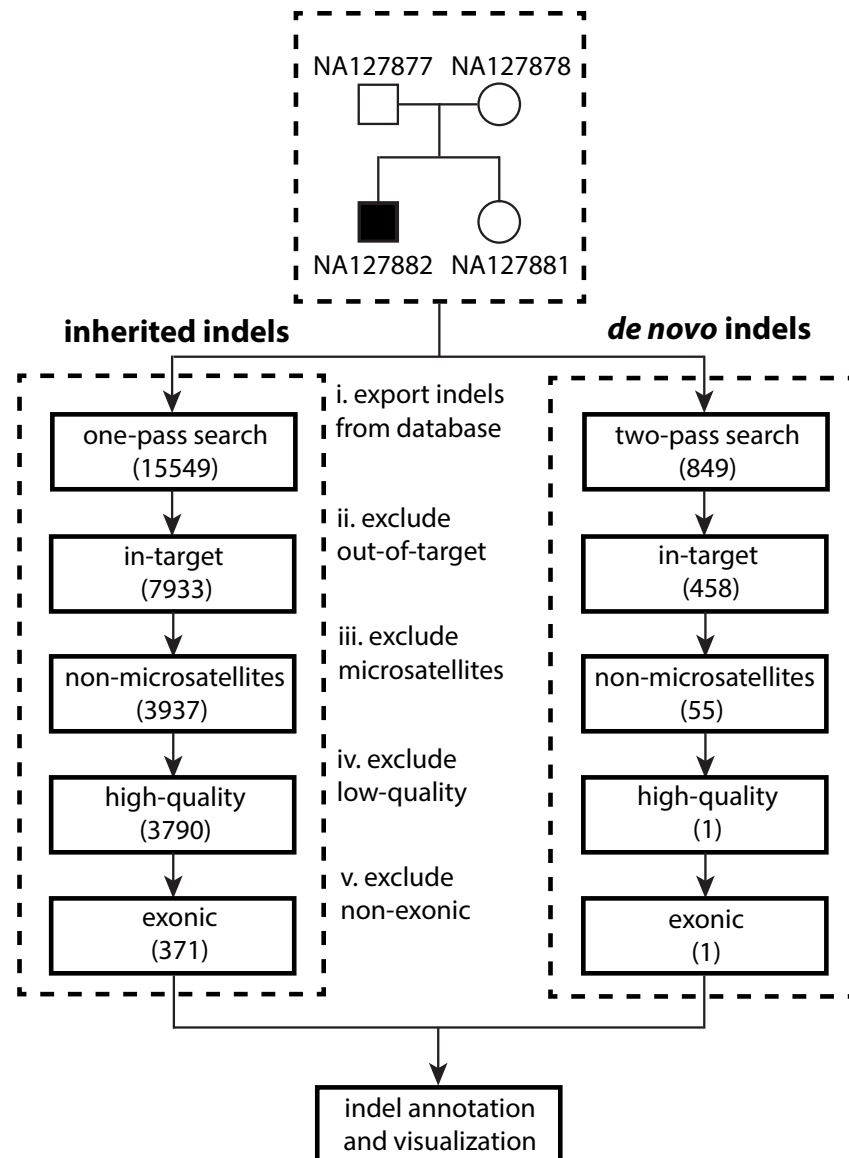 NA127877 NA127878
NA127882 NA127881
inherited indels
de novo indels
i. export indels
from database
one-pass search
(15549)
two-pass search
(849)
ii. exclude
out-of-target
in-target
(7933)
in-target
(458)
iii. exclude
microsatellites
non-microsatellites
(3937)
non-microsatellites
(55)
iv. exclude
low-quality
high-quality
(3790)
high-quality
(1)
v. exclude
non-exonic
exonic
(371)
exonic
(1)
indel annotation
and visualization